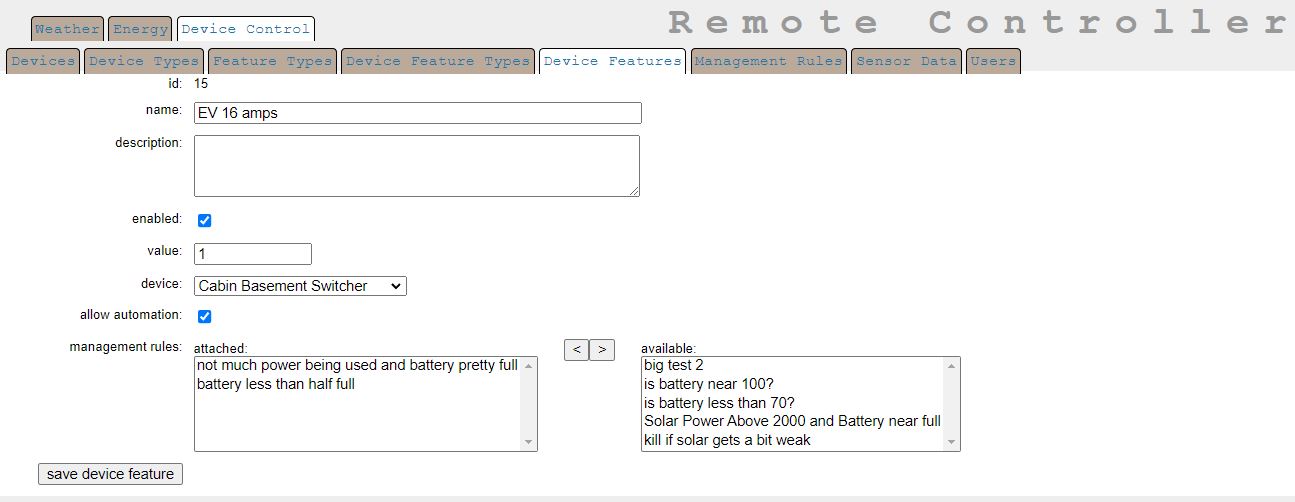 Remote Controller
Weather Energy Device Control
Devices Device Types Feature Types Device Feature Types Device Features Management Rules Sensor Data Users
id: 15
name: EV 16 amps
description:
enabled:
value: 1
device: Cabin Basement Switcher
allow automation:
management rules: attached: < > available:
not much power being used and battery pretty full big test 2
battery less than half full is battery near 100?
is battery less than 70?
Solar Power Above 2000 and Battery near full
kill if solar gets a bit weak
save device feature